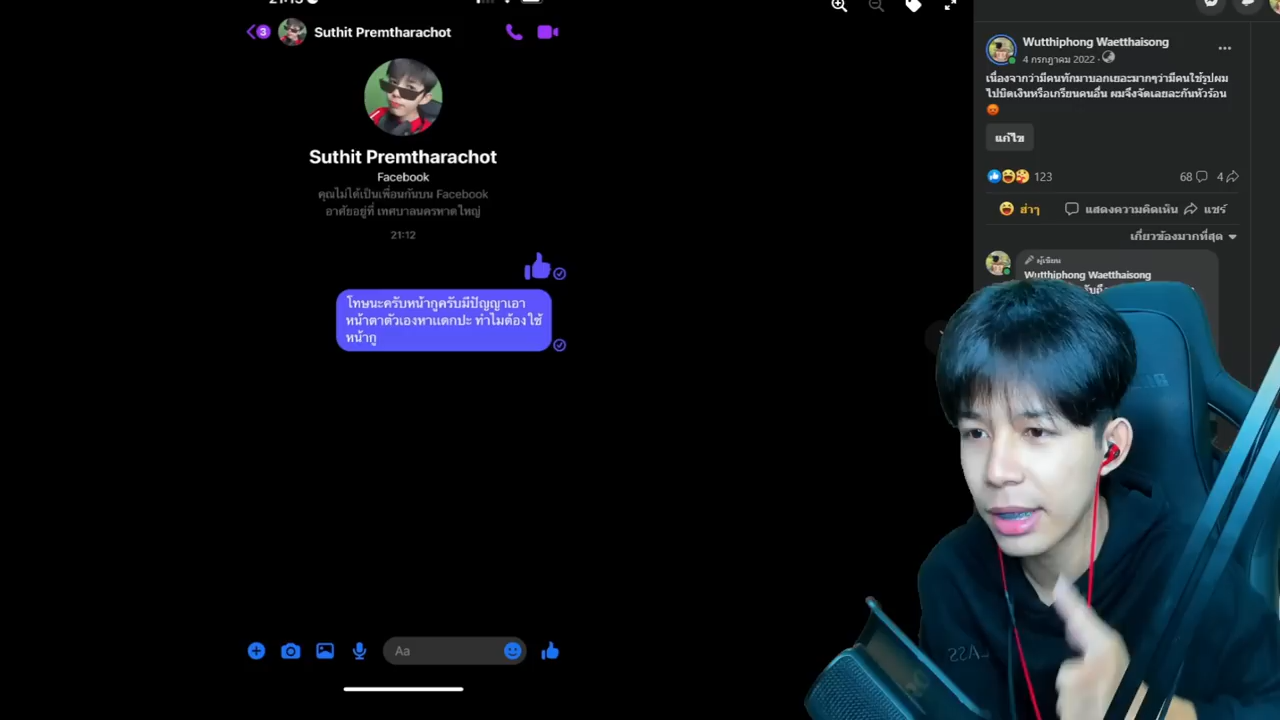 3
Suthit Premtharachot
Suthit Premtharachot
Facebook
คุณไม่ได้เป็นเพื่อนกันบน Facebook
อาศัยอยู่ที่ เทศบาลนครหาดใหญ่
21:12
โทษนะครับหน้ากูครับมีปัญญาเอา
หน้าตาตัวเองหาแดกปะ ทำไมต้องใช้
หน้ากู
Aa
Wutthiphong Waetthaisong
4 กรกฎาคม 2022 ·
เนื่องจากว่ามีคนทักมาบอกเยอะมากๆว่ามีคนใช้รูปผม
ไปบิดเงินหรือเกรียนคนอื่น ผมจึงจัดเลยละกันหัวร้อน
แก้ไข
123
68
4
ฮ่าๆ
แสดงความคิดเห็น
แชร์
เกี่ยวข้องมากที่สุด
ผู้เขียน
Wutthiphong Waetthaisong